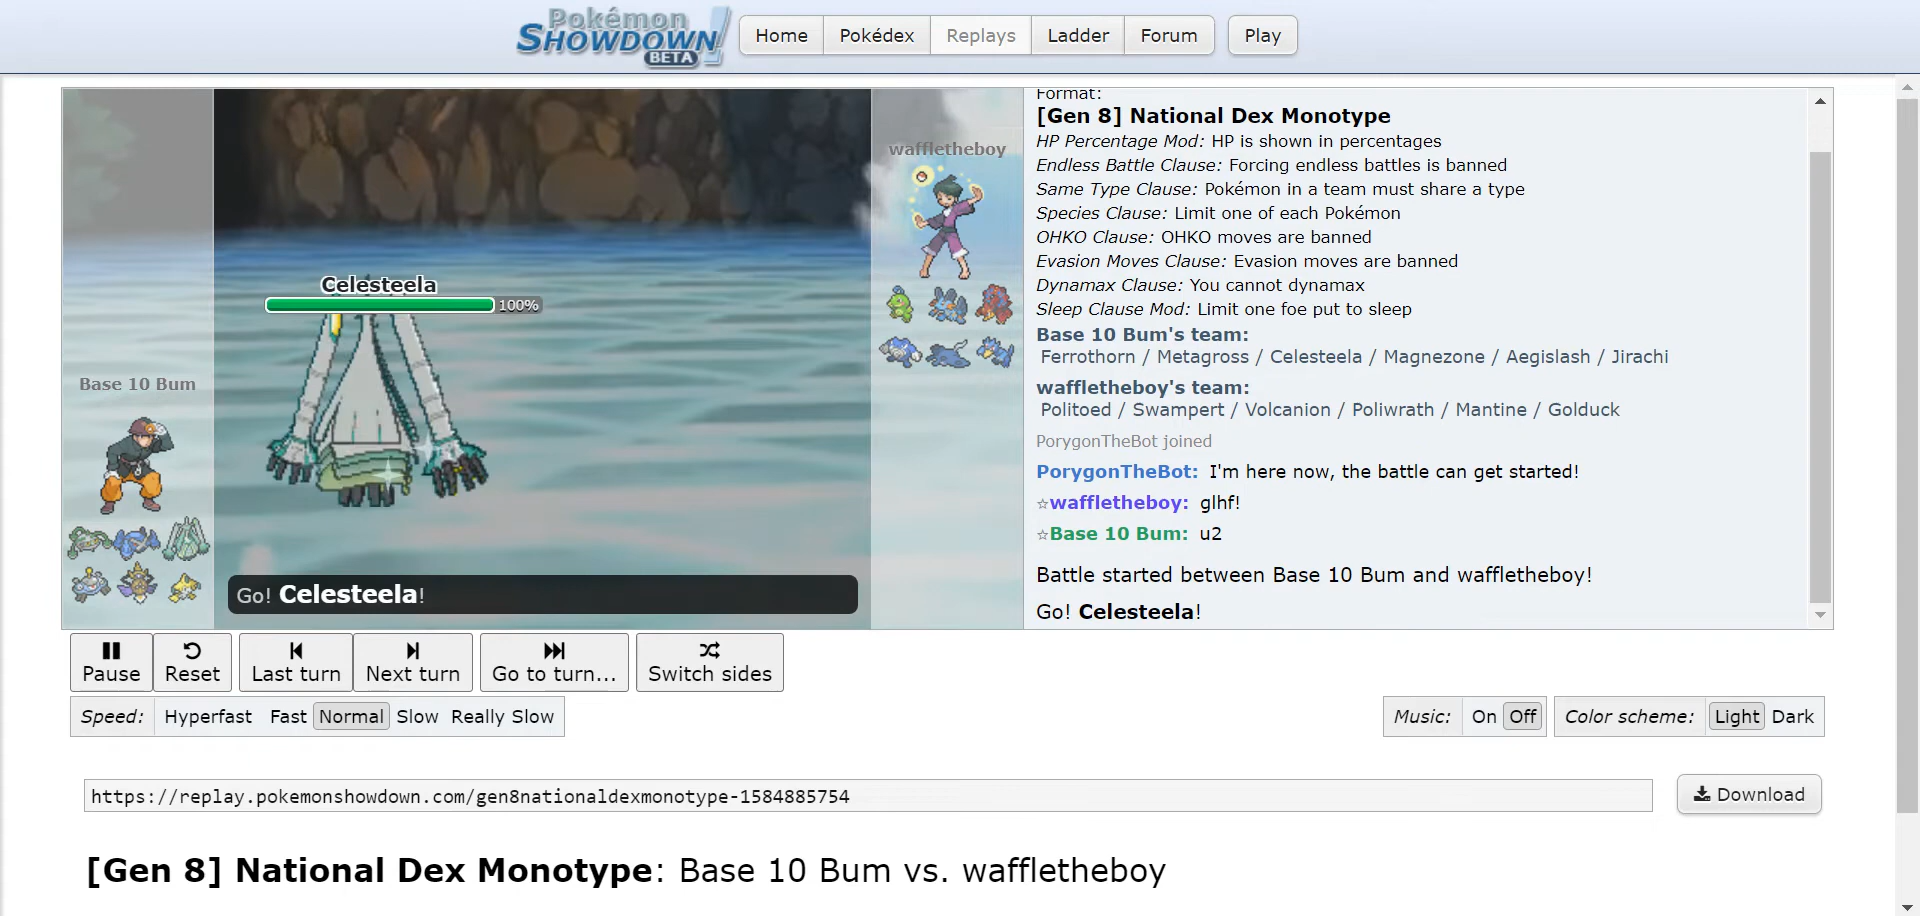 Pokémon
SHOWDOWN!
BETA
Home
Pokédex
Replays
Ladder
Forum
Play
Base 10 Bum
Celesteela
100%
Go! Celesteela!
waffletheboy
Format:
[Gen 8] National Dex Monotype
HP Percentage Mod: HP is shown in percentages
Endless Battle Clause: Forcing endless battles is banned
Same Type Clause: Pokémon in a team must share a type
Species Clause: Limit one of each Pokémon
OHKO Clause: OHKO moves are banned
Evasion Moves Clause: Evasion moves are banned
Dynamax Clause: You cannot dynamax
Sleep Clause Mod: Limit one foe put to sleep
Base 10 Bum's team:
Ferrothorn / Metagross / Celesteela / Magnezone / Aegislash / Jirachi
waffletheboy's team:
Politoed / Swampert / Volcanion / Poliwrath / Mantine / Golduck
PorygonTheBot joined
PorygonTheBot: I'm here now, the battle can get started!
☆waffletheboy: glhf!
☆Base 10 Bum: u2
Battle started between Base 10 Bum and waffletheboy!
Go! Celesteela!
Pause
Reset
Last turn
Next turn
Go to turn...
Switch sides
Speed: Hyperfast Fast Normal Slow Really Slow
Music: On Off
Color scheme: Light Dark
https://replay.pokemonshowdown.com/gen8nationaldexmonotype-1584885754
Download
[Gen 8] National Dex Monotype: Base 10 Bum vs. waffletheboy